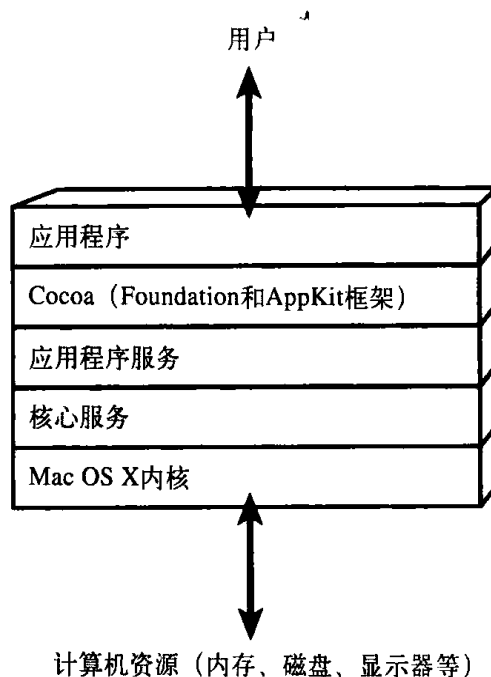 用户
应用程序
Cocoa（Foundation和AppKit框架）
应用程序服务
核心服务
Mac OS X内核
计算机资源（内存、磁盘、显示器等）